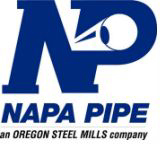 NP
NAPA PIPE
an OREGON STEEL MILLS company